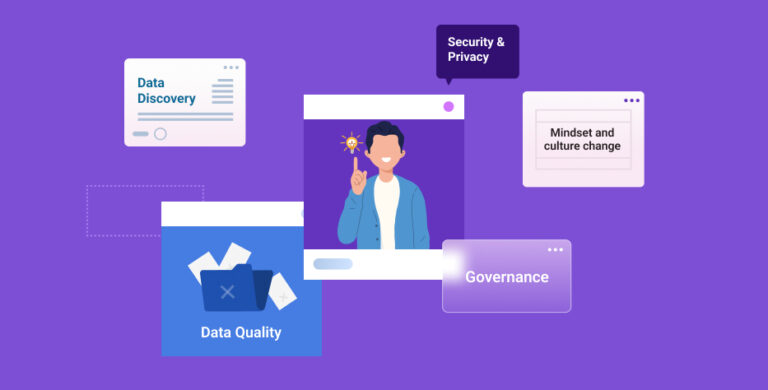 Security &
Privacy
Data
Discovery
Mindset and
culture change
Governance
Data Quality